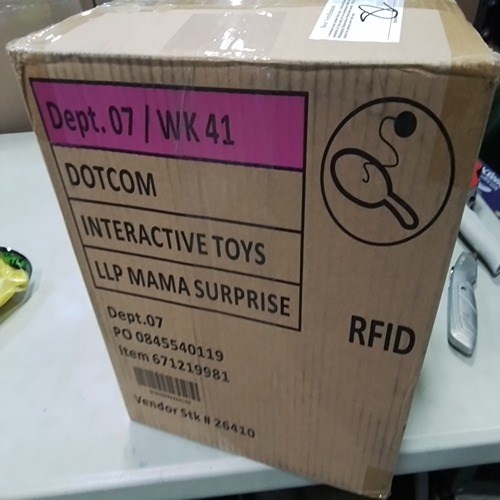 Dept. 07 / WK 41
DOTCOM
INTERACTIVE TOYS
LLP MAMA SURPRISE
RFID
Dept.07
PO 0845540119
Item 671219981
Vendor Stk # 26410